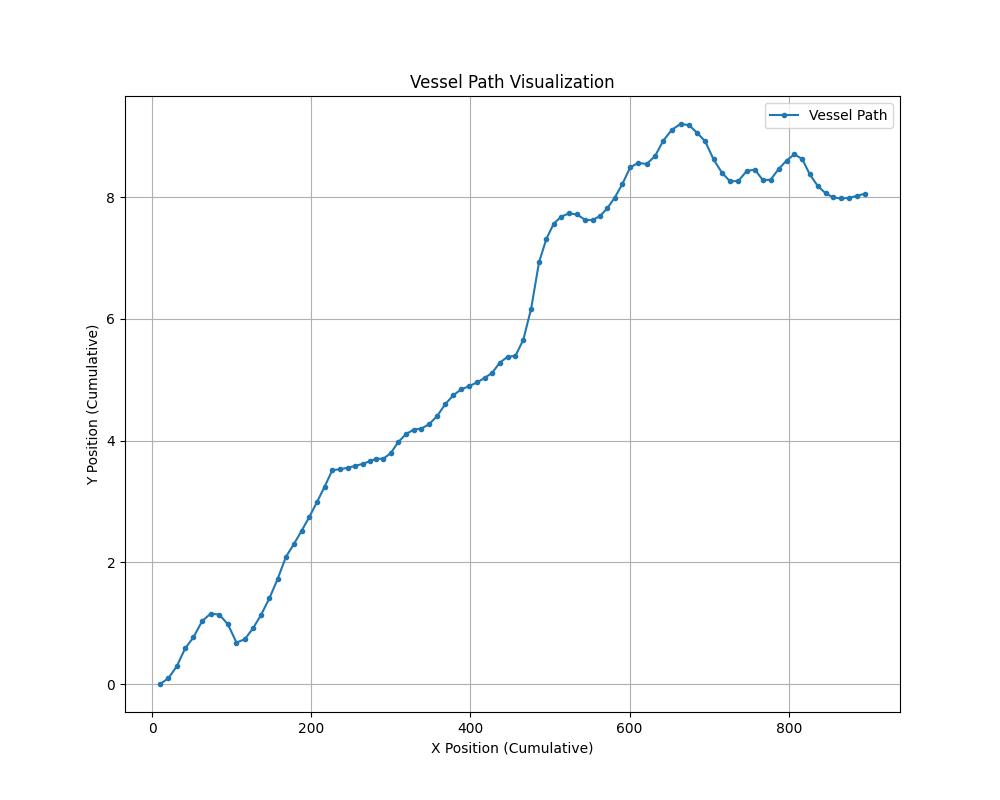 Vessel Path Visualization
Vessel Path
8
6
4
2
0
Y Position (Cumulative)
0 200 400 600 800
X Position (Cumulative)